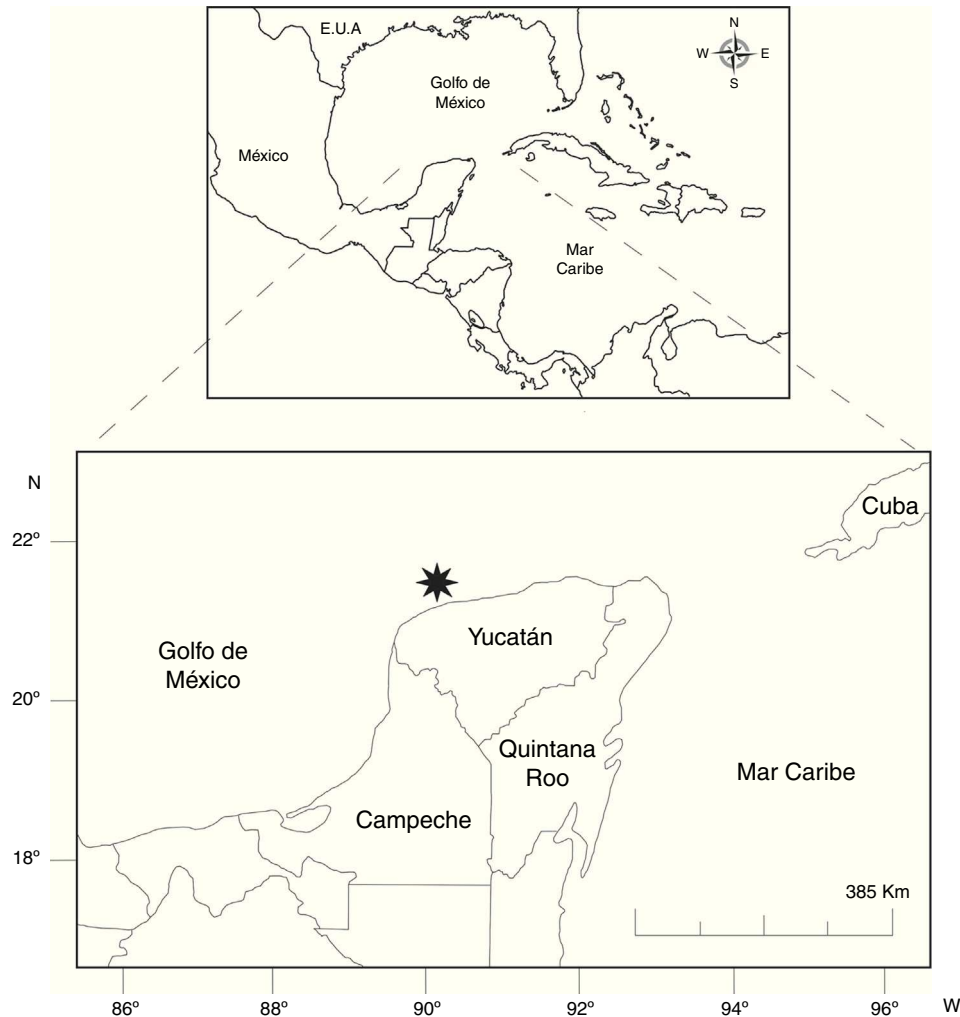 E.U.A
N
W
E
S
Golfo de
México
México
Mar
Caribe
N
Cuba
22º
Yucatán
Golfo de
México
20º
Quintana
Roo
Mar Caribe
Campeche
18º
385 Km
86º
88º
90º
92º
94º
96º
W